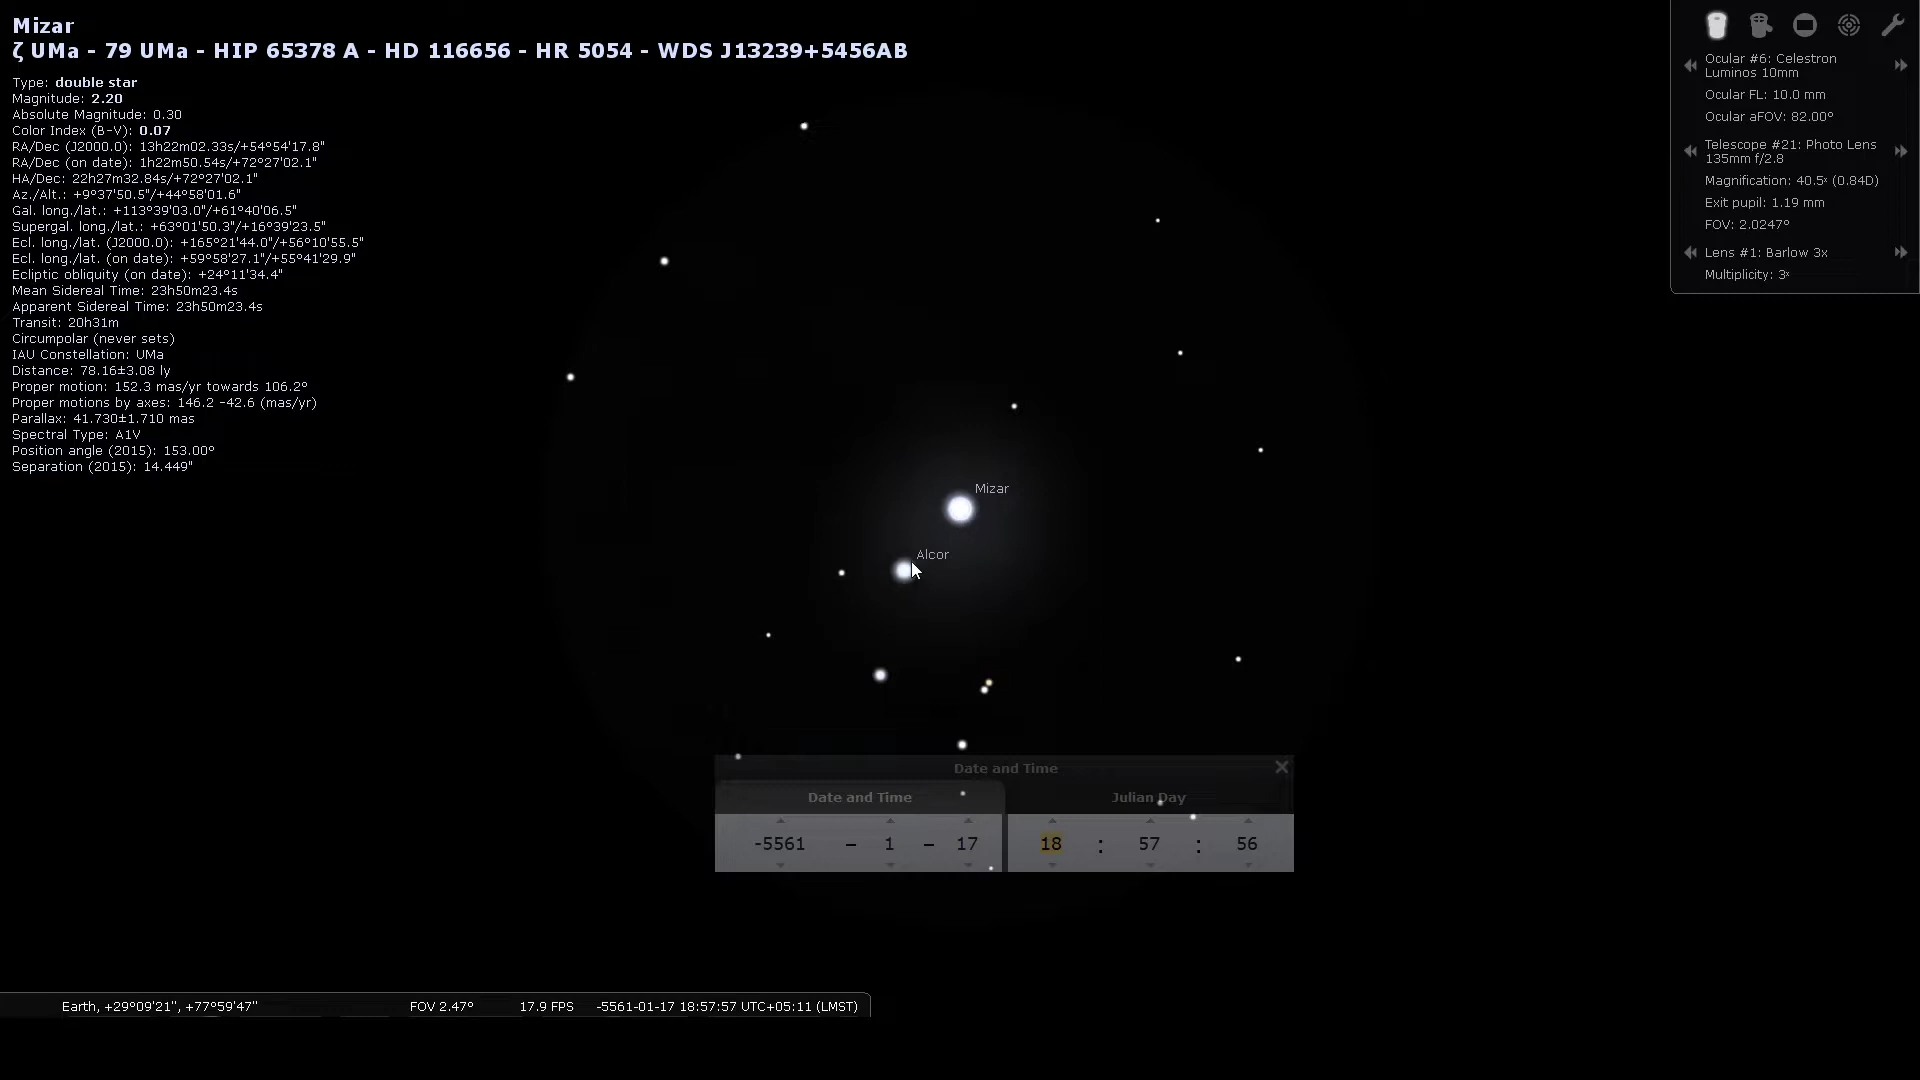 Mizar
ζ UMa - 79 UMa - HIP 65378 A - HD 116656 - HR 5054 - WDS J13239+5456AB
Type: double star
Magnitude: 2.20
Absolute Magnitude: 0.30
Color Index (B-V): 0.07
RA/Dec (J2000.0): 13h22m02.33s/+54°54'17.8"
RA/Dec (on date): 1h22m50.54s/+72°27'02.1"
HA/Dec: 22h27m32.84s/+72°27'02.1"
Az./Alt.: +9°37'50.5"/+44°58'01.6"
Gal. long./lat.: +113°39'03.0"/+61°40'06.5"
Supergal. long./lat.: +63°01'50.3"/+16°39'23.5"
Ecl. long./lat. (J2000.0): +165°21'44.0"/+56°10'55.5"
Ecl. long./lat. (on date): +59°58'27.1"/+55°41'29.9"
Ecliptic obliquity (on date): +24°11'34.4"
Mean Sidereal Time: 23h50m23.4s
Apparent Sidereal Time: 23h50m23.4s
Transit: 20h31m
Circumpolar (never sets)
IAU Constellation: UMa
Distance: 78.16±3.08 ly
Proper motion: 152.3 mas/yr towards 106.2°
Proper motions by axes: 146.2 -42.6 (mas/yr)
Parallax: 41.730±1.710 mas
Spectral Type: A1V
Position angle (2015): 153.00°
Separation (2015): 14.449"
Ocular #6: Celestron
Luminos 10mm
Ocular FL: 10.0 mm
Ocular aFOV: 82.00°
Telescope #21: Photo Lens
135mm f/2.8
Magnification: 40.5ˣ (0.84D)
Exit pupil: 1.19 mm
FOV: 2.0247°
Lens #1: Barlow 3x
Multiplicity: 3ˣ
Mizar
Alcor
Date and Time
Date and Time Julian Day
-5561 – 1 – 17 18 : 57 : 56
Earth, +29°09'21", +77°59'47" FOV 2.47° 17.9 FPS -5561-01-17 18:57:57 UTC+05:11 (LMST)